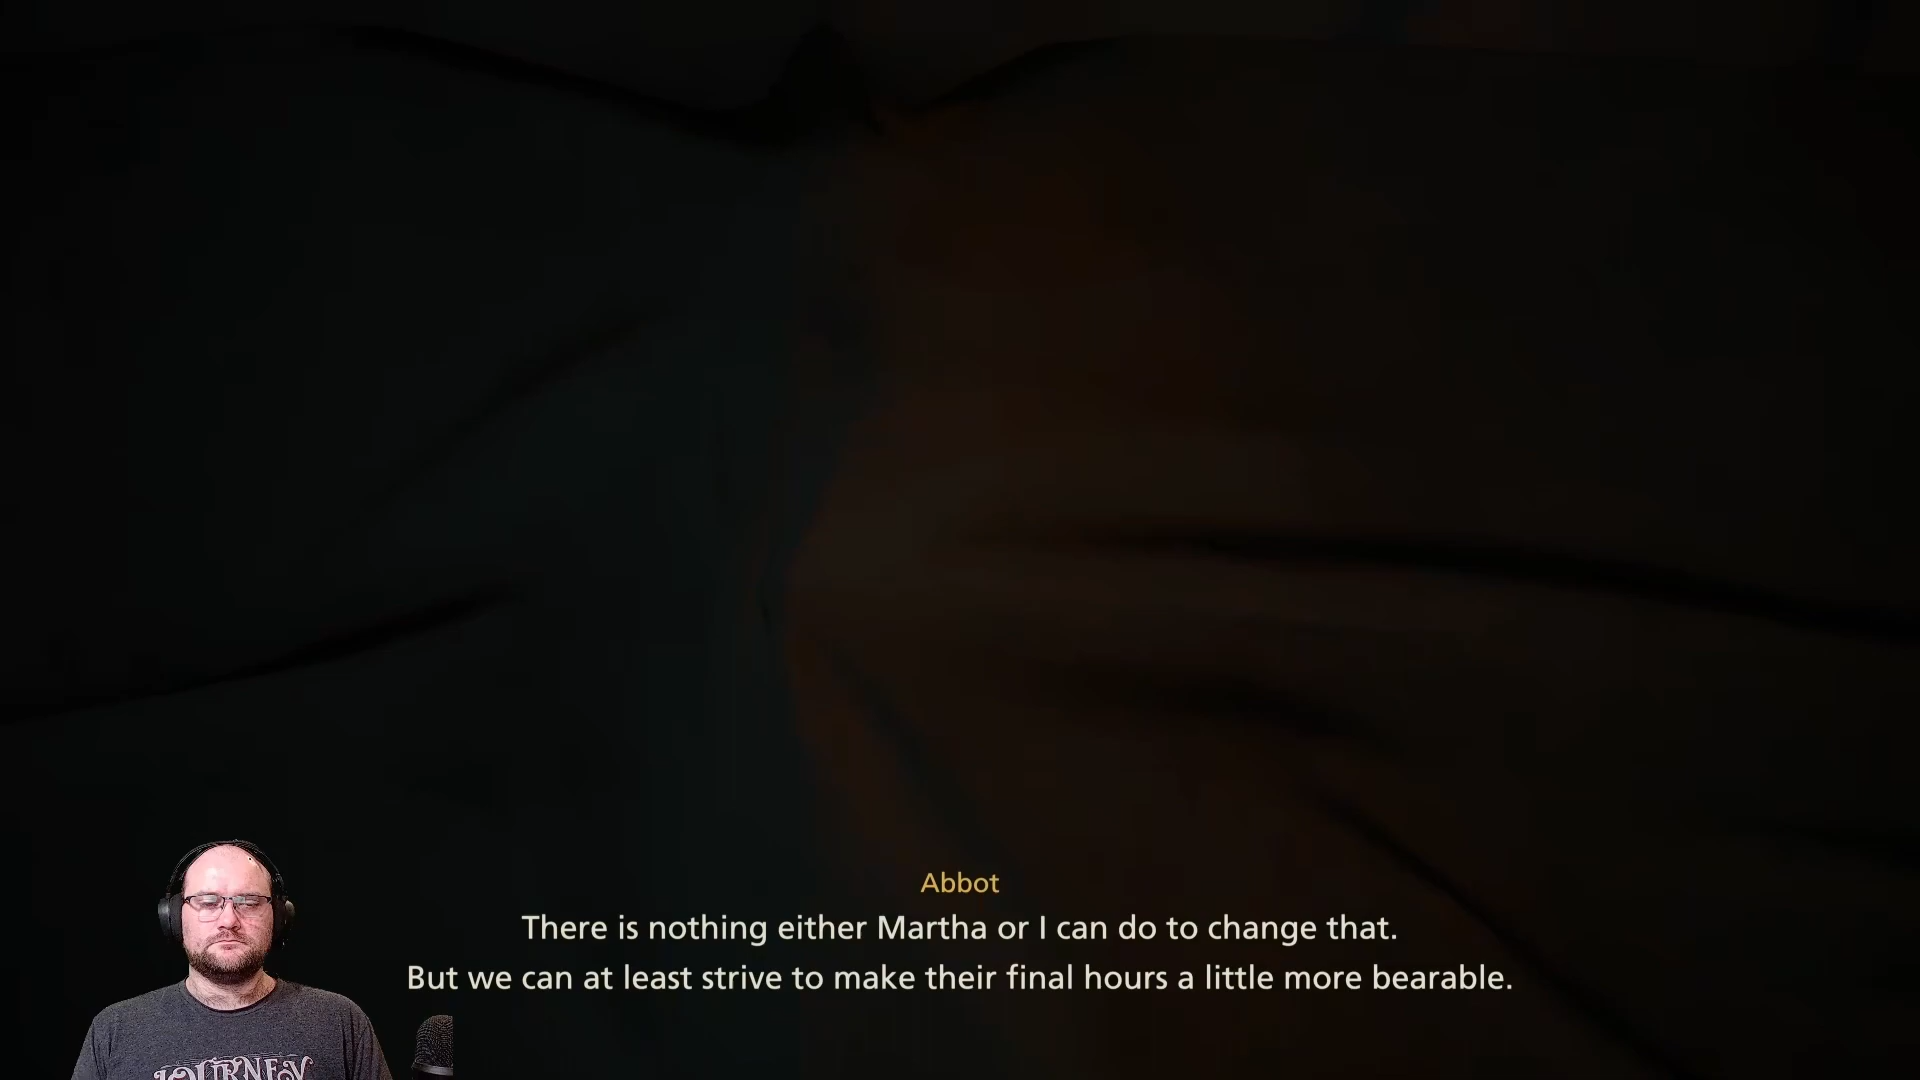 Abbot
There is nothing either Martha or I can do to change that.
But we can at least strive to make their final hours a little more bearable.
JOURNEY